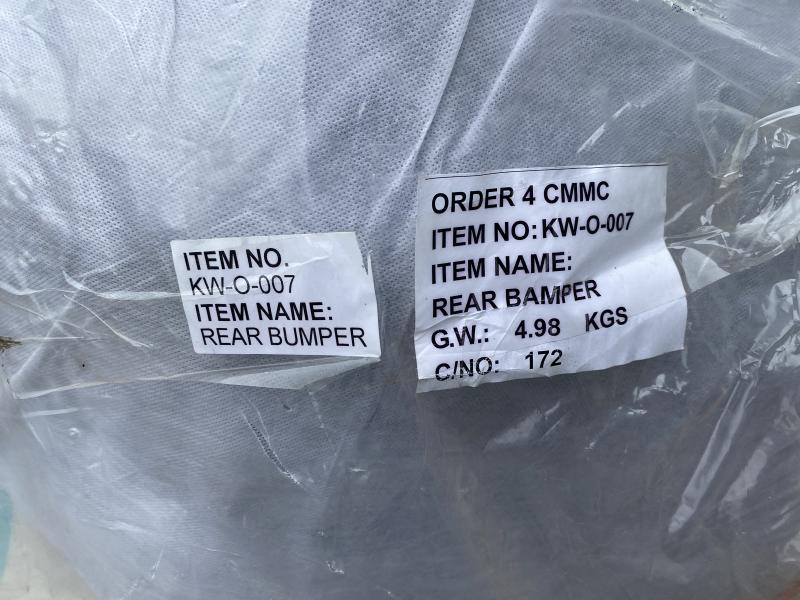 ITEM NO.
KW-O-007
ITEM NAME:
REAR BUMPER
ORDER 4 CMMC
ITEM NO: KW-O-007
ITEM NAME:
REAR BAMPER
G.W.: 4.98 KGS
C/NO: 172